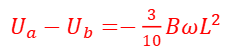 U_a − U_b = − \frac{3}{10} BωL^2